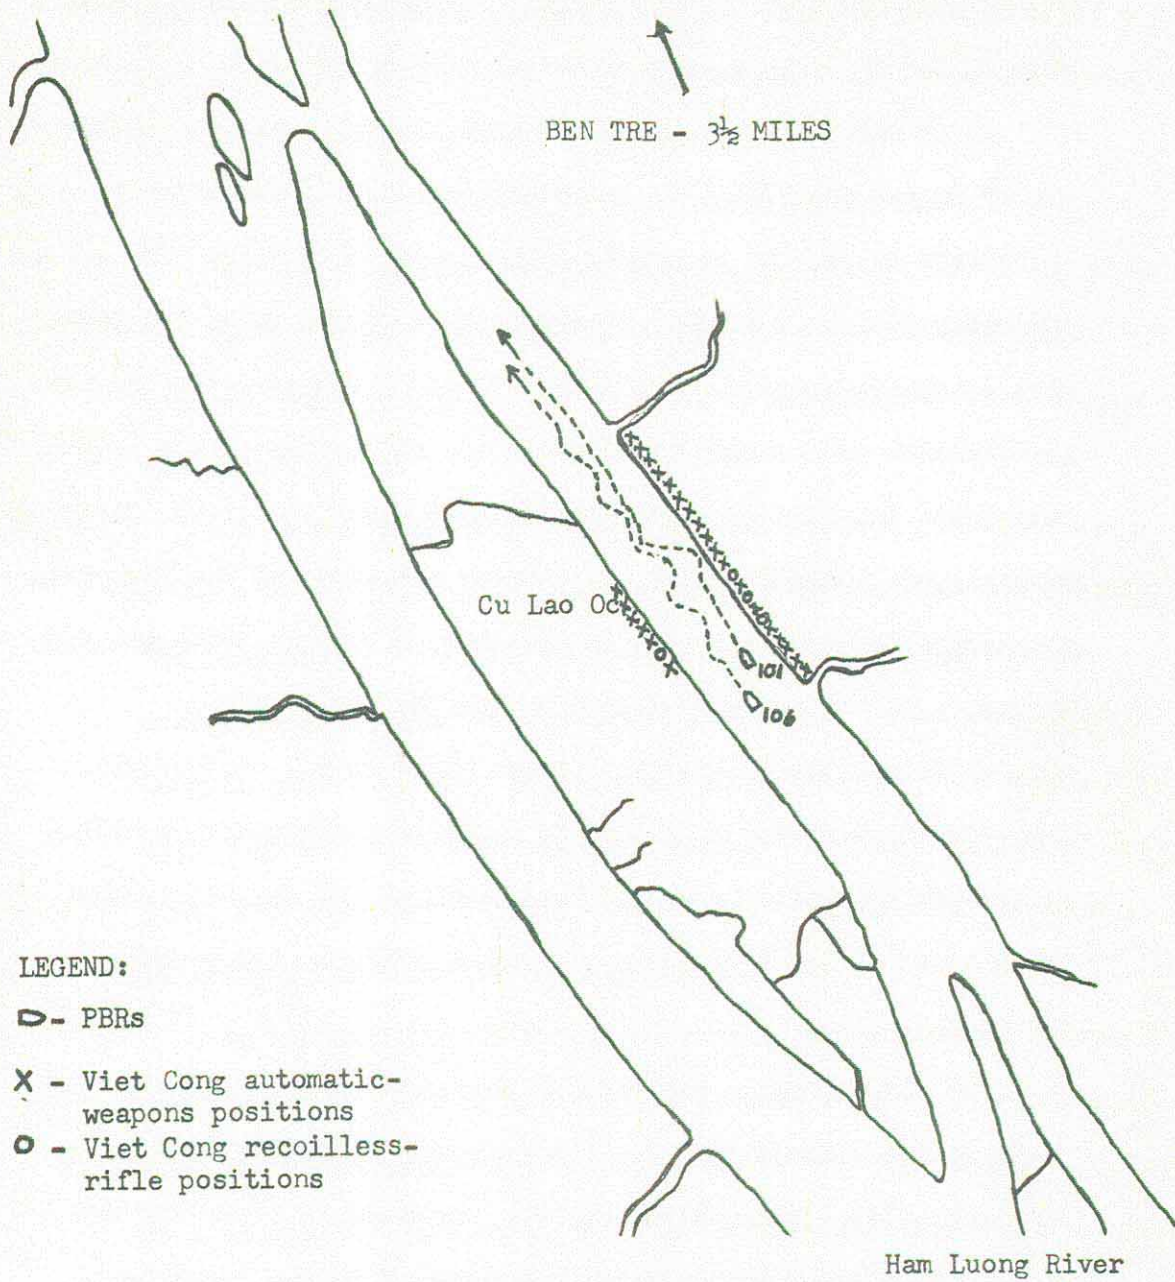 BEN TRE - 3½ MILES
Cu Lao Oc
101
106
LEGEND:
- PBRs
X - Viet Cong automatic-
weapons positions
O - Viet Cong recoilless-
rifle positions
Ham Luong River